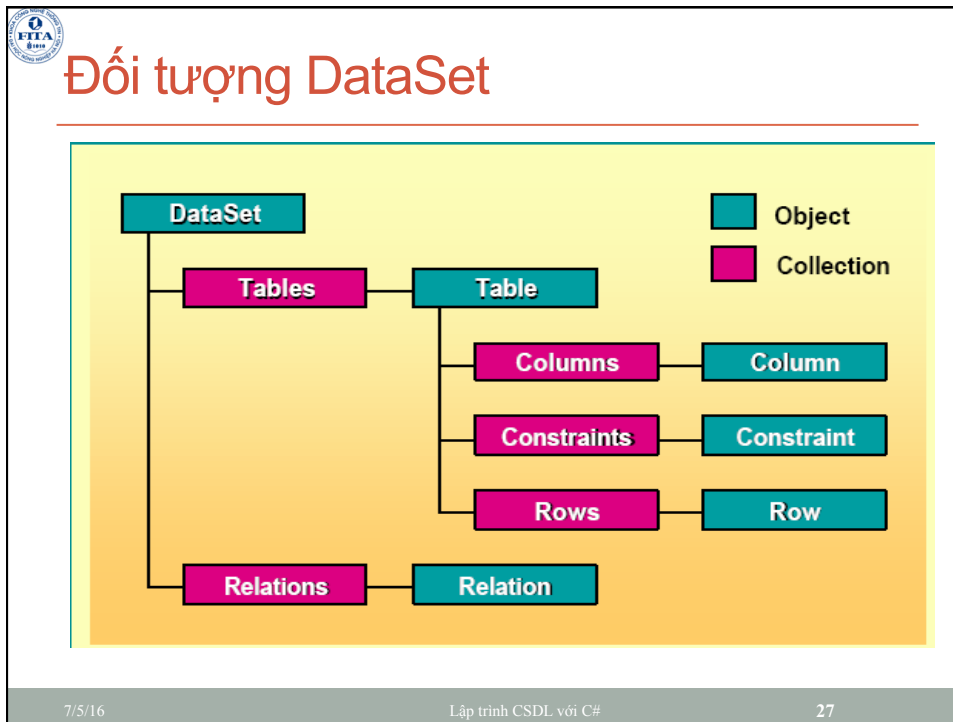 FITA
Đối tượng DataSet
DataSet
Object
Collection
Tables
Table
Columns
Column
Constraints
Constraint
Rows
Row
Relations
Relation
7/5/16
Lập trình CSDL với C#
27